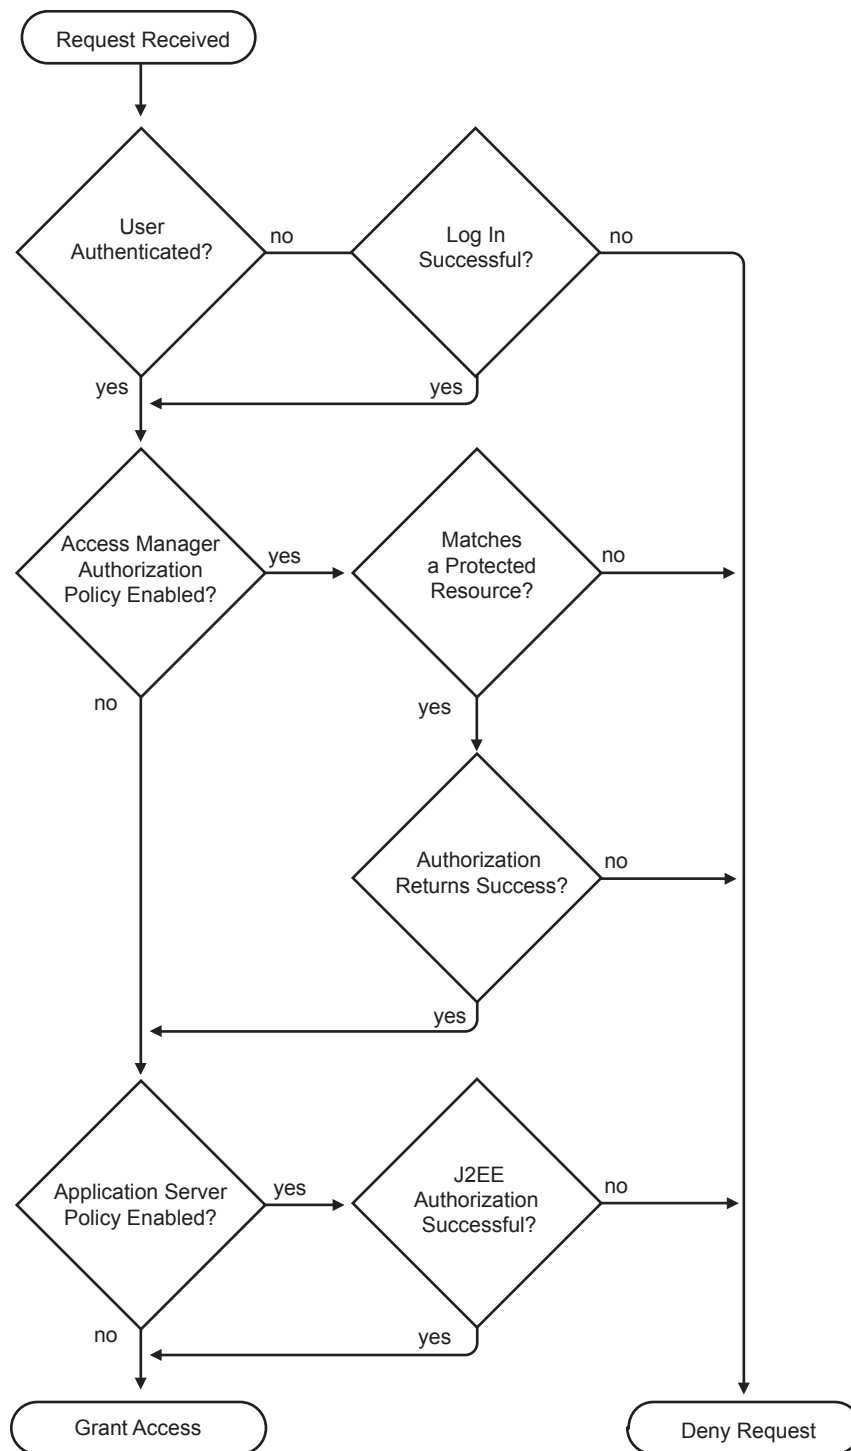 Request Received
User
Authenticated?
no
Log In
Successful?
no
yes
yes
Access Manager
Authorization
Policy Enabled?
yes
Matches
a Protected
Resource?
no
no
yes
Authorization
Returns Success?
no
yes
Application Server
Policy Enabled?
yes
J2EE
Authorization
Successful?
no
no
yes
Grant Access
Deny Request